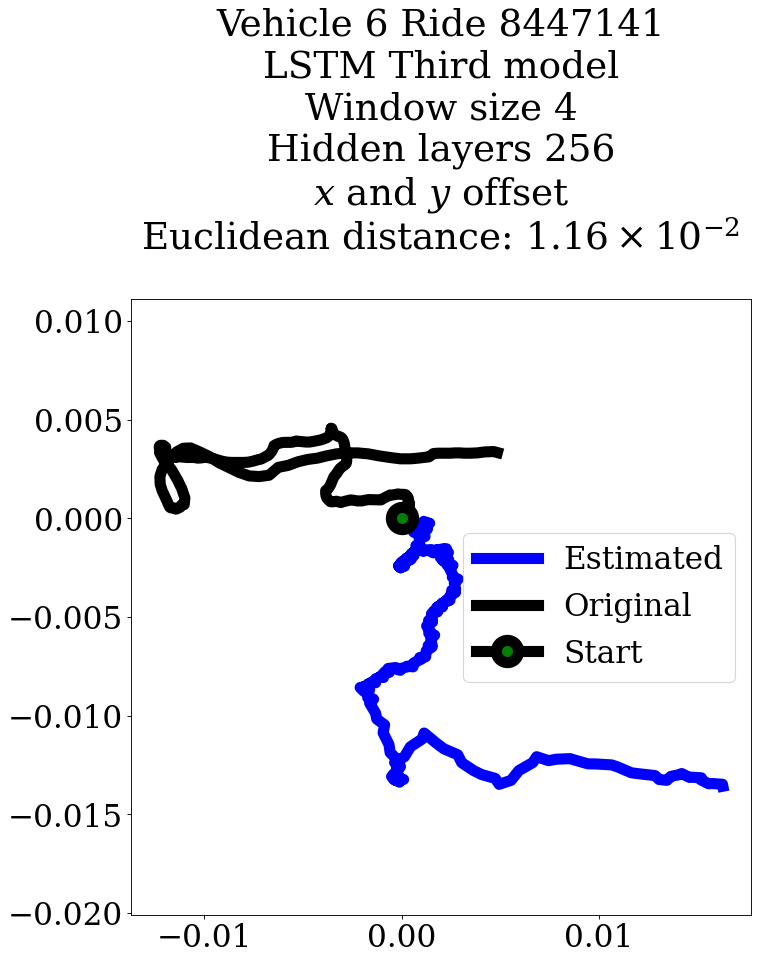 Vehicle 6 Ride 8447141
LSTM Third model
Window size 4
Hidden layers 256
x and y offset
Euclidean distance: 1.16 × 10⁻²
0.010
0.005
0.000
−0.005
−0.010
−0.015
−0.020
Estimated
Original
Start
−0.01
0.00
0.01